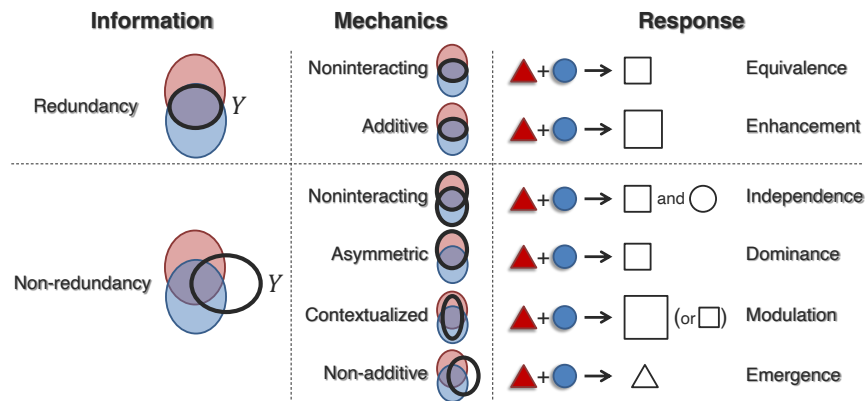 Information Mechanics Response
Noninteracting + Equivalence
Redundancy Y
Additive + Enhancement
Noninteracting + and Independence
Asymmetric + Dominance
Non-redundancy Y
Contextualized + (or ) Modulation
Non-additive + Emergence